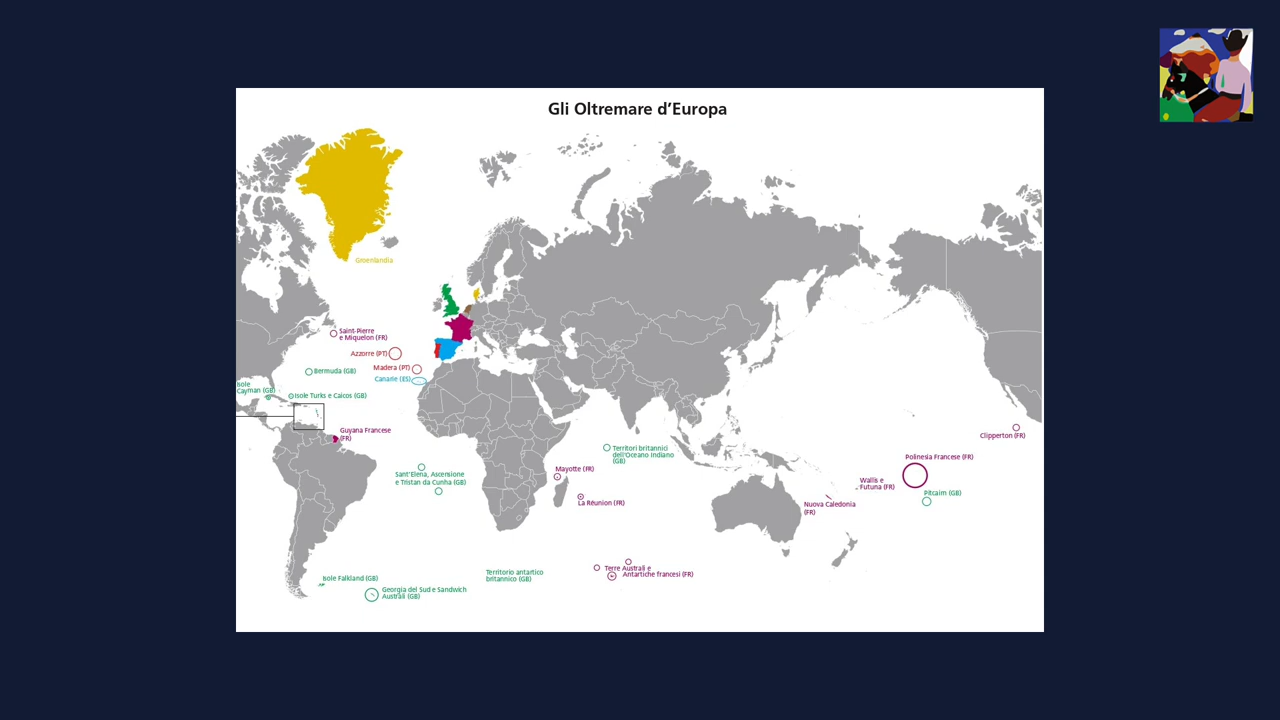 Gli Oltremare d'Europa
Groenlandia
Saint-Pierre
e Miquelon (FR)
Azzorre (PT)
Madera (PT)
Canarie (ES)
Bermuda (GB)
Isole
Cayman (GB)
Isole Turks e Caicos (GB)
Guyana Francese
(FR)
Sant'Elena, Ascensione
e Tristan da Cunha (GB)
Territori britannici
dell'Oceano Indiano
(GB)
Mayotte (FR)
La Réunion (FR)
Clipperton (FR)
Polinesia Francese (FR)
Wallis e
Futuna (FR)
Pitcairn (GB)
Nuova Caledonia
(FR)
Terre Australi e
Antartiche francesi (FR)
Territorio antartico
britannico (GB)
Isole Falkland (GB)
Georgia del Sud e Sandwich
Australi (GB)